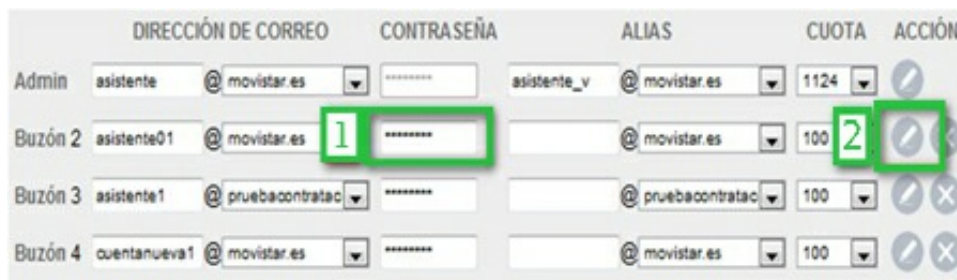 DIRECCIÓN DE CORREO CONTRASEÑA ALIAS CUOTA ACCIÓN
Admin asistente @ movistar.es ******** asistente_v @ movistar.es 1124
Buzón 2 asistente01 @ movistar.es 1 ******** @ movistar.es 100 2
Buzón 3 asistente1 @ pruebacontratac ******** @ pruebacontratac 100
Buzón 4 cuentanueva1 @ movistar.es ******** @ movistar.es 100